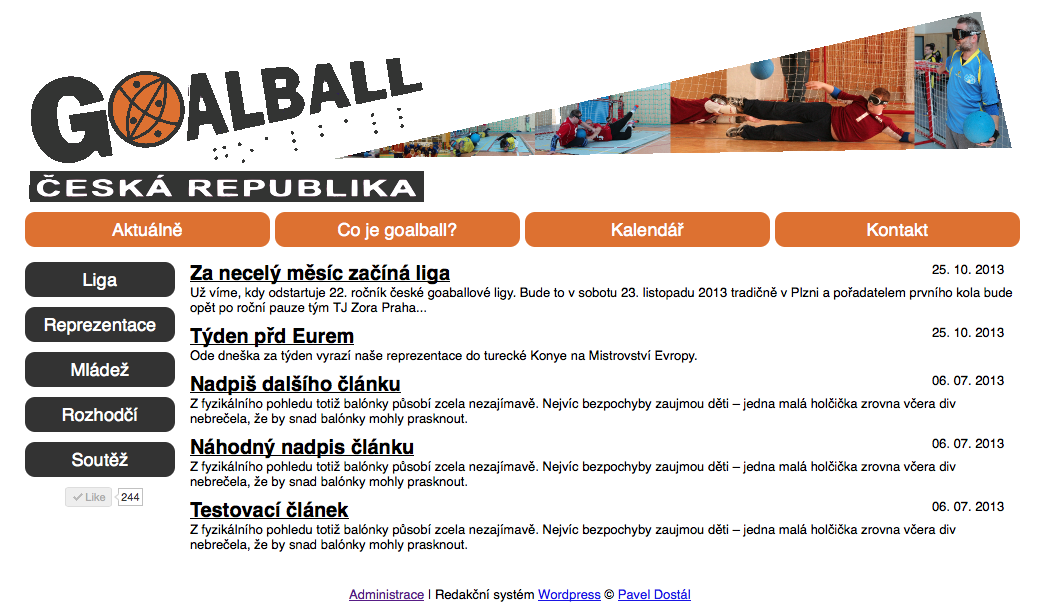 GOALBALL
ČESKÁ REPUBLIKA
Aktuálně
Co je goalball?
Kalendář
Kontakt
Liga
Reprezentace
Mládež
Rozhodčí
Soutěž
Like 244
Za necelý měsíc začíná liga 25. 10. 2013
Už víme, kdy odstartuje 22. ročník české goaballové ligy. Bude to v sobotu 23. listopadu 2013 tradičně v Plzni a pořadatelem prvního kola bude
opět po roční pauze tým TJ Zora Praha...
Týden přd Eurem 25. 10. 2013
Ode dneška za týden vyrazí naše reprezentace do turecké Konye na Mistrovství Evropy.
Nadpiš dalšího článku 06. 07. 2013
Z fyzikálního pohledu totiž balónky působí zcela nezajímavě. Nejvíc bezpochyby zaujmou děti – jedna malá holčička zrovna včera div
nebrečela, že by snad balónky mohly prasknout.
Náhodný nadpis článku 06. 07. 2013
Z fyzikálního pohledu totiž balónky působí zcela nezajímavě. Nejvíc bezpochyby zaujmou děti – jedna malá holčička zrovna včera div
nebrečela, že by snad balónky mohly prasknout.
Testovací článek 06. 07. 2013
Z fyzikálního pohledu totiž balónky působí zcela nezajímavě. Nejvíc bezpochyby zaujmou děti – jedna malá holčička zrovna včera div
nebrečela, že by snad balónky mohly prasknout.
Administrace | Redakční systém Wordpress © Pavel Dostál